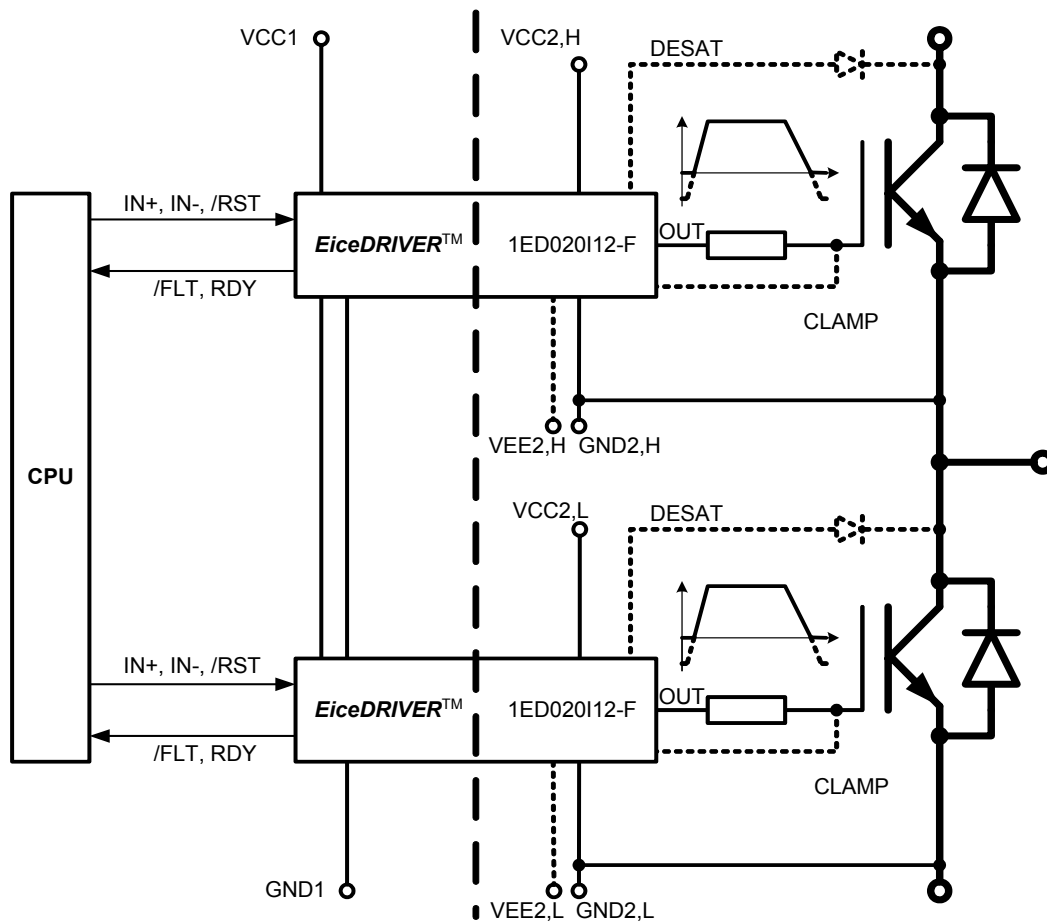 VCC1
VCC2,H
DESAT
IN+, IN-, /RST
EiceDRIVER™
1ED020I12-F
OUT
/FLT, RDY
CLAMP
VEE2,H
GND2,H
CPU
VCC2,L
DESAT
IN+, IN-, /RST
EiceDRIVER™
1ED020I12-F
OUT
/FLT, RDY
CLAMP
GND1
VEE2,L
GND2,L